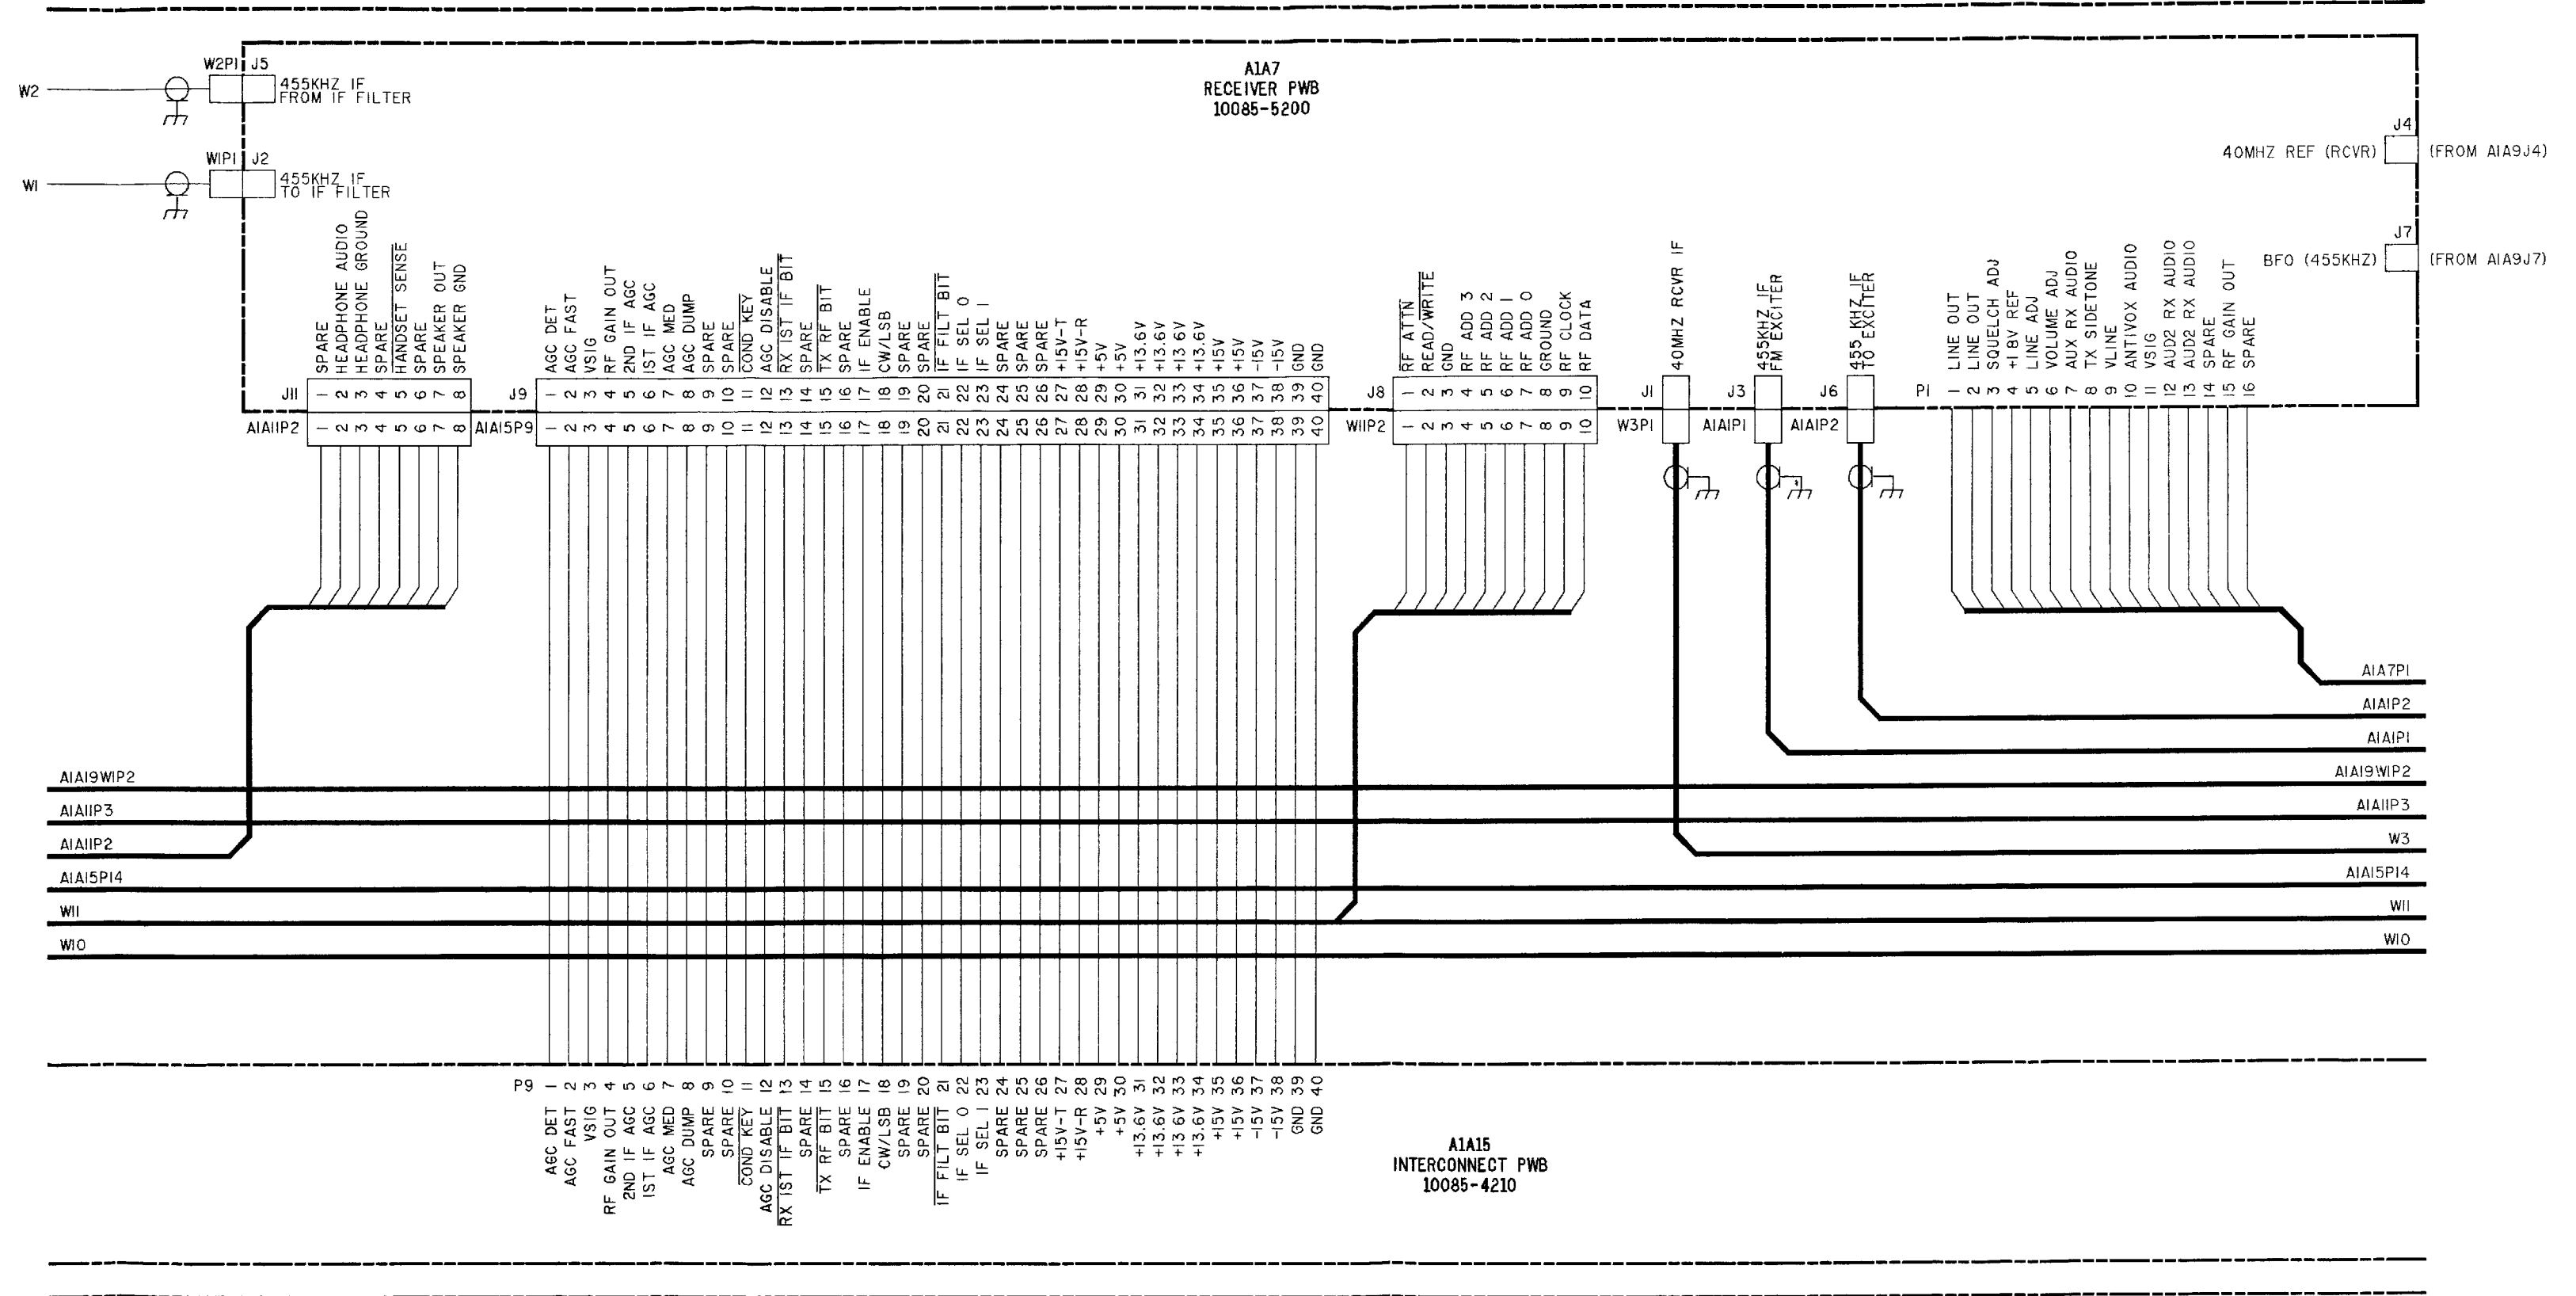 A1A7
RECEIVER PWB
10085-5200
W2
W2P1
J5
455KHZ IF
FROM IF FILTER
W1
W1P1
J2
455KHZ IF
TO IF FILTER
J4
40MHZ REF (RCVR)
(FROM A1A9J4)
J7
BFO (455KHZ)
(FROM A1A9J7)
J11
1 SPARE
2 HEADPHONE AUDIO
3 HEADPHONE GROUND
4 SPARE
5 HANDSET SENSE
6 SPARE
7 SPEAKER OUT
8 SPEAKER GND
A1A11P2
1 2 3 4 5 6 7 8
J9
1 AGC DET
2 AGC FAST
3 VSIG
4 RF GAIN OUT
5 2ND IF AGC
6 1ST IF AGC
7 AGC MED
8 AGC DUMP
9 SPARE
10 SPARE
11 COND KEY
12 AGC DISABLE
13 RX 1ST IF BIT
14 SPARE
15 TX RF BIT
16 SPARE
17 IF ENABLE
18 CW/LSB
19 SPARE
20 SPARE
21 IF FILT BIT
22 IF SEL 0
23 IF SEL 1
24 SPARE
25 SPARE
26 SPARE
27 +15V-T
28 +15V-R
29 +5V
30 +5V
31 +13.6V
32 +13.6V
33 +13.6V
34 +13.6V
35 +15V
36 +15V
37 -15V
38 -15V
39 GND
40 GND
A1A15P9
1 2 3 4 5 6 7 8 9 10 11 12 13 14 15 16 17 18 19 20 21 22 23 24 25 26 27 28 29 30 31 32 33 34 35 36 37 38 39 40
J8
1 RF ATTN
2 READ/WRITE
3 GND
4 RF ADD 3
5 RF ADD 2
6 RF ADD 1
7 RF ADD 0
8 GROUND
9 RF CLOCK
10 RF DATA
W11P2
1 2 3 4 5 6 7 8 9 10
J1
40MHZ RCVR IF
W3P1
J3
455KHZ IF
FM EXCITER
A1A1P1
J6
455 KHZ IF
TO EXCITER
A1A1P2
P1
1 LINE OUT
2 LINE OUT
3 SQUELCH ADJ
4 +1 8V REF
5 LINE ADJ
6 VOLUME ADJ
7 AUX RX AUDIO
8 TX SIDETONE
9 VLINE
10 ANTIVOX AUDIO
11 VSIG
12 AUD2 RX AUDIO
13 AUD2 RX AUDIO
14 SPARE
15 RF GAIN OUT
16 SPARE
A1A7P1
A1A1P2
A1A1P1
A1A19W1P2
A1A19W1P2
A1A11P3
A1A11P3
A1A11P2
W3
A1A15P14
A1A15P14
W11
W11
W10
W10
P9
1 AGC DET
2 AGC FAST
3 VSIG
4 RF GAIN OUT
5 2ND IF AGC
6 1ST IF AGC
7 AGC MED
8 AGC DUMP
9 SPARE
10 SPARE
11 COND KEY
12 AGC DISABLE
13 RX 1ST IF BIT
14 SPARE
15 TX RF BIT
16 SPARE
17 IF ENABLE
18 CW/LSB
19 SPARE
20 SPARE
21 IF FILT BIT
22 IF SEL 0
23 IF SEL 1
24 SPARE
25 SPARE
26 SPARE
27 +15V-T
28 +15V-R
29 +5V
30 +5V
31 +13.6V
32 +13.6V
33 +13 6V
34 +13.6V
35 +15V
36 +15V
37 -15V
38 -15V
39 GND
40 GND
A1A15
INTERCONNECT PWB
10085-4210